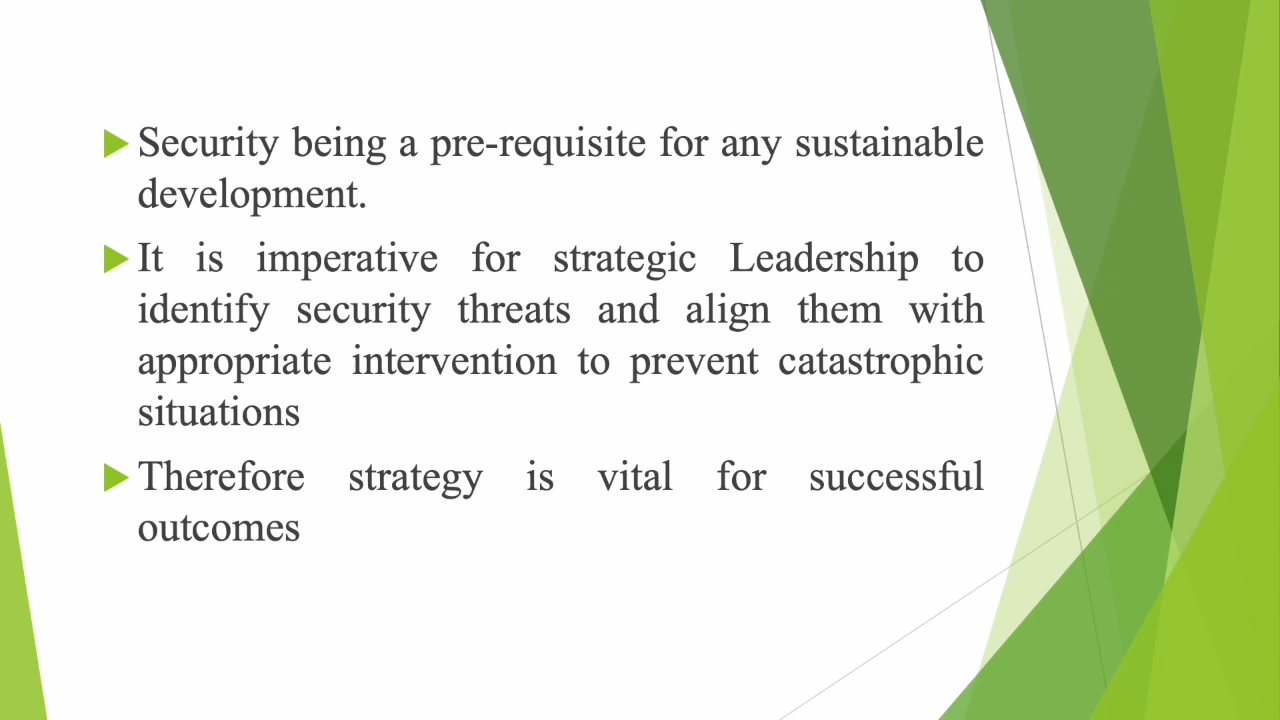 Security being a pre-requisite for any sustainable
development.
It is imperative for strategic Leadership to
identify security threats and align them with
appropriate intervention to prevent catastrophic
situations
Therefore strategy is vital for successful
outcomes